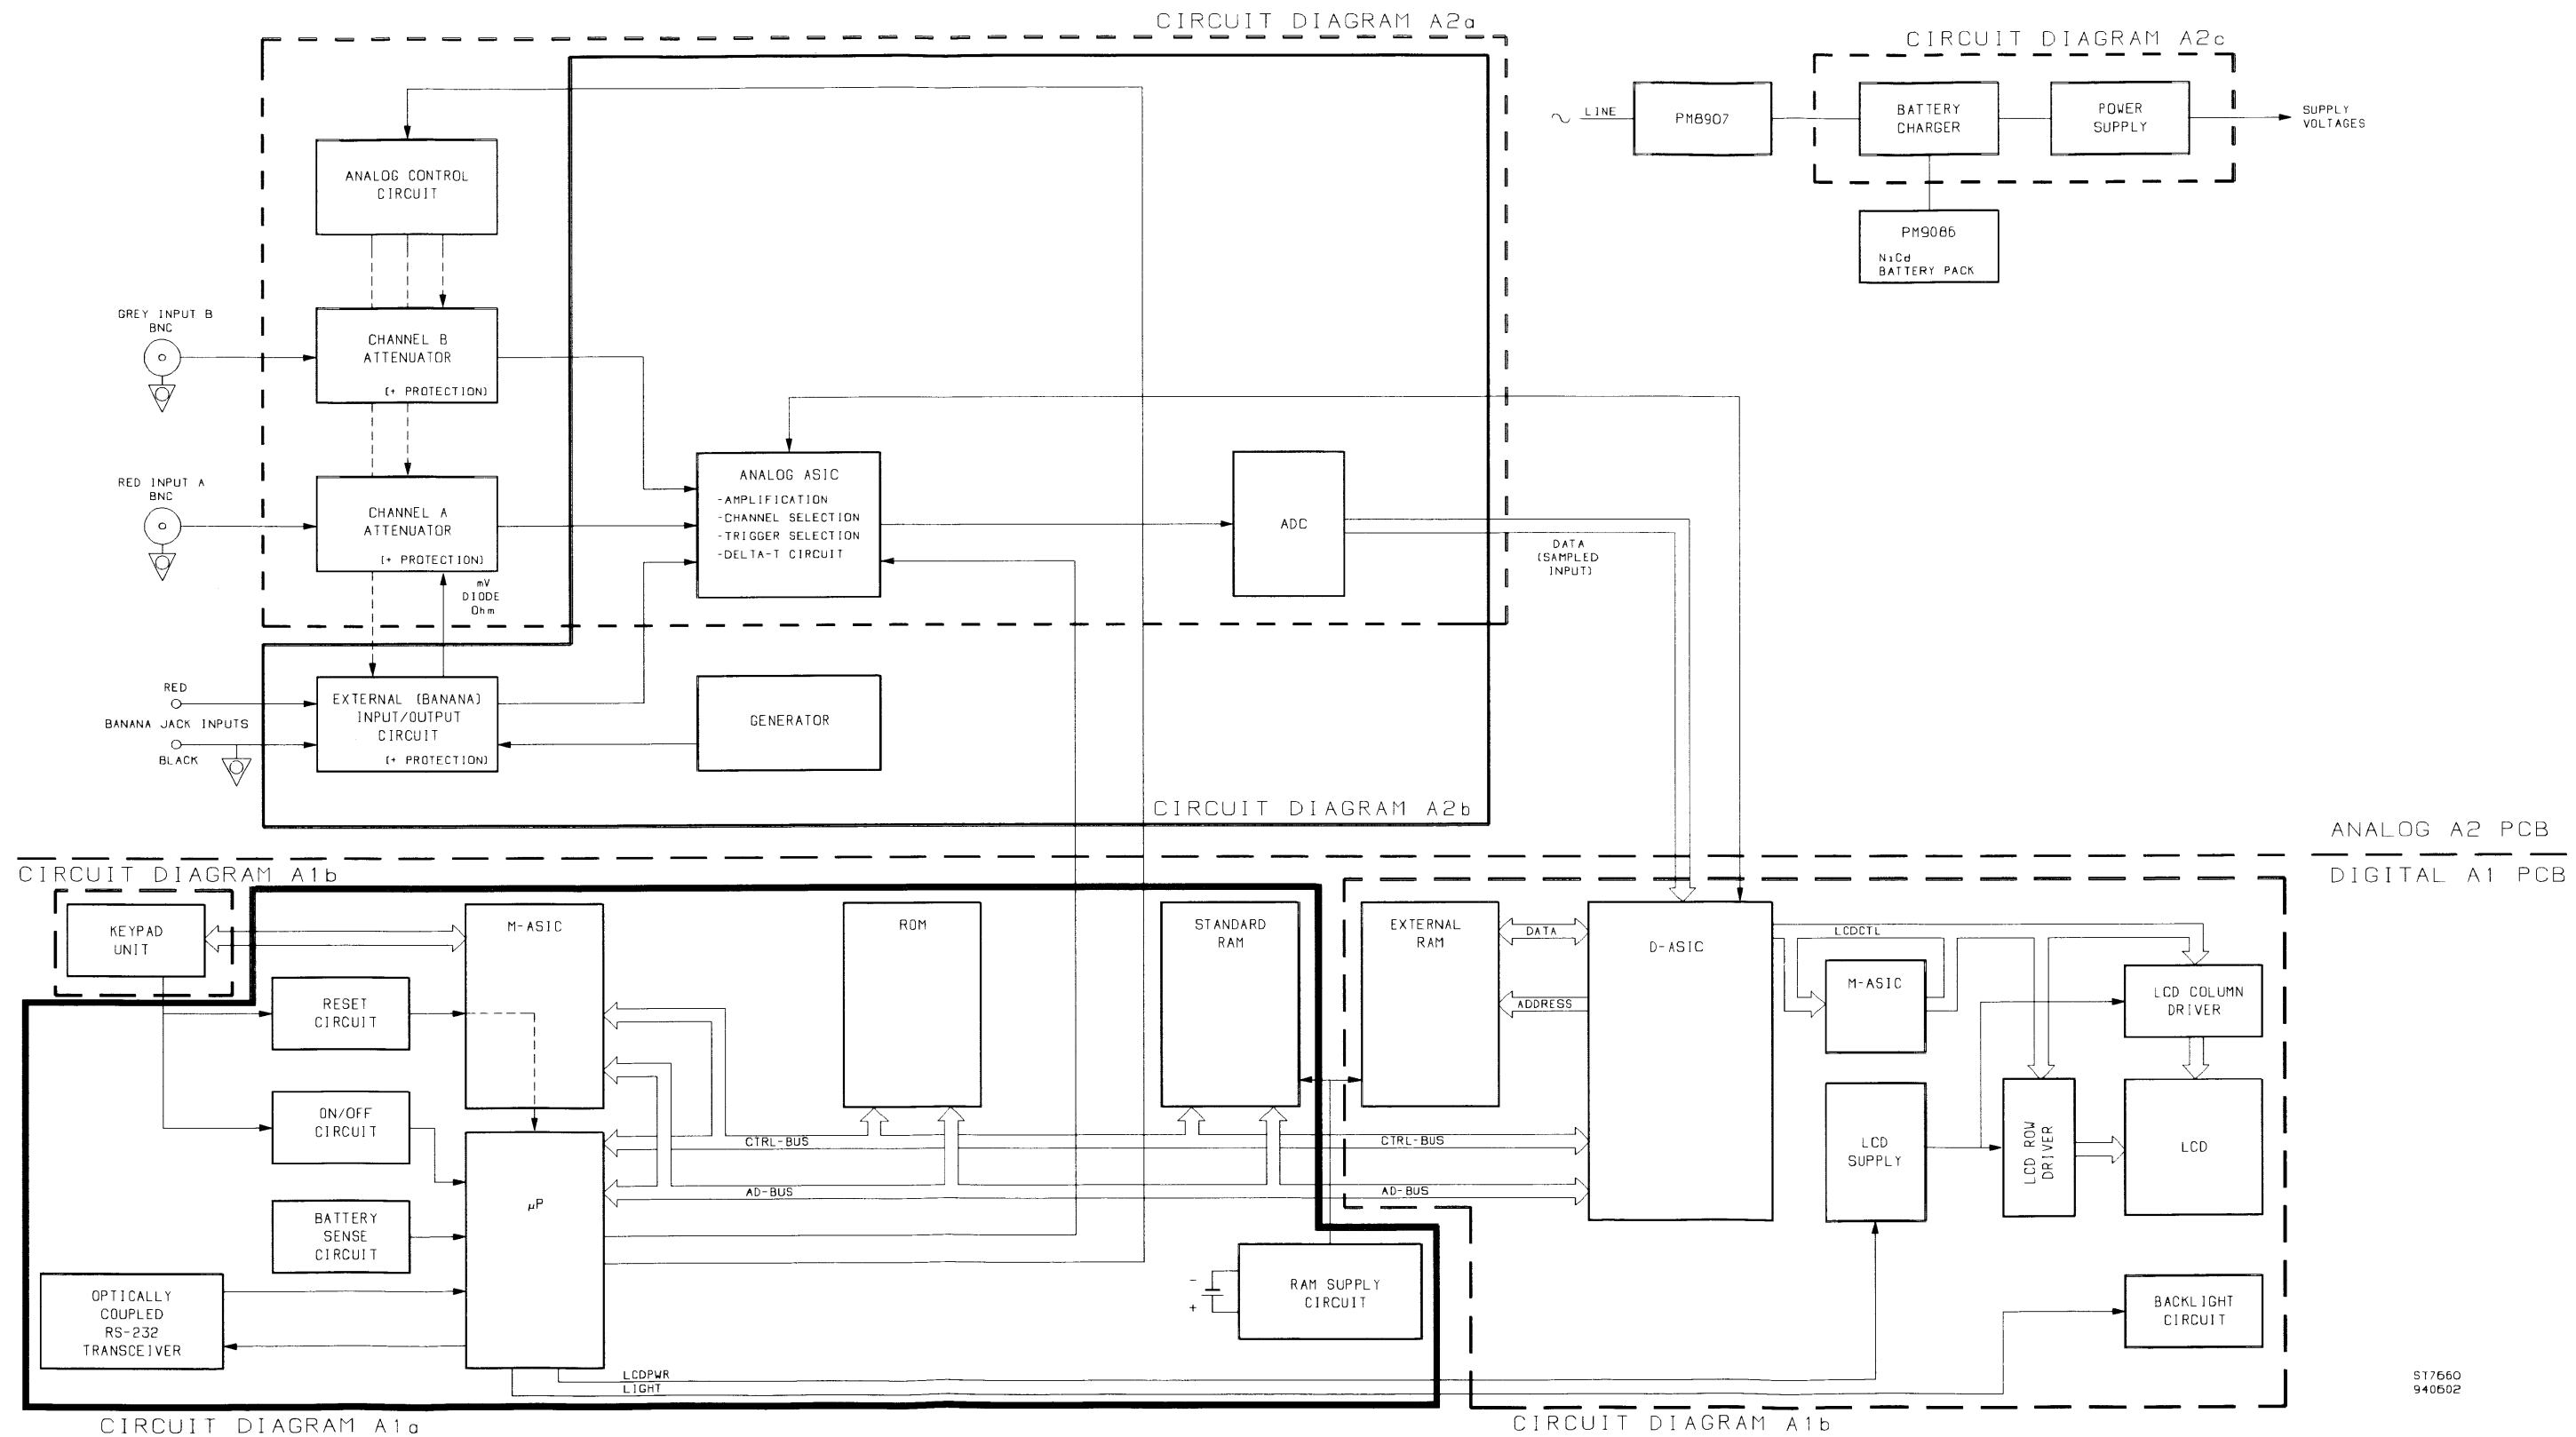 CIRCUIT DIAGRAM A2a
CIRCUIT DIAGRAM A2c
LINE
PM8907
BATTERY
CHARGER
POWER
SUPPLY
SUPPLY
VOLTAGES
PM9086
NiCd
BATTERY PACK
ANALOG CONTROL
CIRCUIT
GREY INPUT B
BNC
CHANNEL B
ATTENUATOR
(+ PROTECTION)
RED INPUT A
BNC
CHANNEL A
ATTENUATOR
(+ PROTECTION)
mV
DIODE
Ohm
ANALOG ASIC
-AMPLIFICATION
-CHANNEL SELECTION
-TRIGGER SELECTION
-DELTA-T CIRCUIT
ADC
DATA
(SAMPLED
INPUT)
RED
BANANA JACK INPUTS
BLACK
EXTERNAL (BANANA)
INPUT/OUTPUT
CIRCUIT
(+ PROTECTION)
GENERATOR
CIRCUIT DIAGRAM A2b
ANALOG A2 PCB
DIGITAL A1 PCB
CIRCUIT DIAGRAM A1b
KEYPAD
UNIT
M-ASIC
ROM
STANDARD
RAM
EXTERNAL
RAM
DATA
ADDRESS
D-ASIC
LCDCTL
M-ASIC
LCD COLUMN
DRIVER
RESET
CIRCUIT
ON/OFF
CIRCUIT
BATTERY
SENSE
CIRCUIT
OPTICALLY
COUPLED
RS-232
TRANSCEIVER
µP
CTRL-BUS
AD-BUS
CTRL-BUS
AD-BUS
LCD
SUPPLY
LCD ROW
DRIVER
LCD
RAM SUPPLY
CIRCUIT
-
+
BACKLIGHT
CIRCUIT
LCDPWR
LIGHT
ST7660
940602
CIRCUIT DIAGRAM A1a
CIRCUIT DIAGRAM A1b